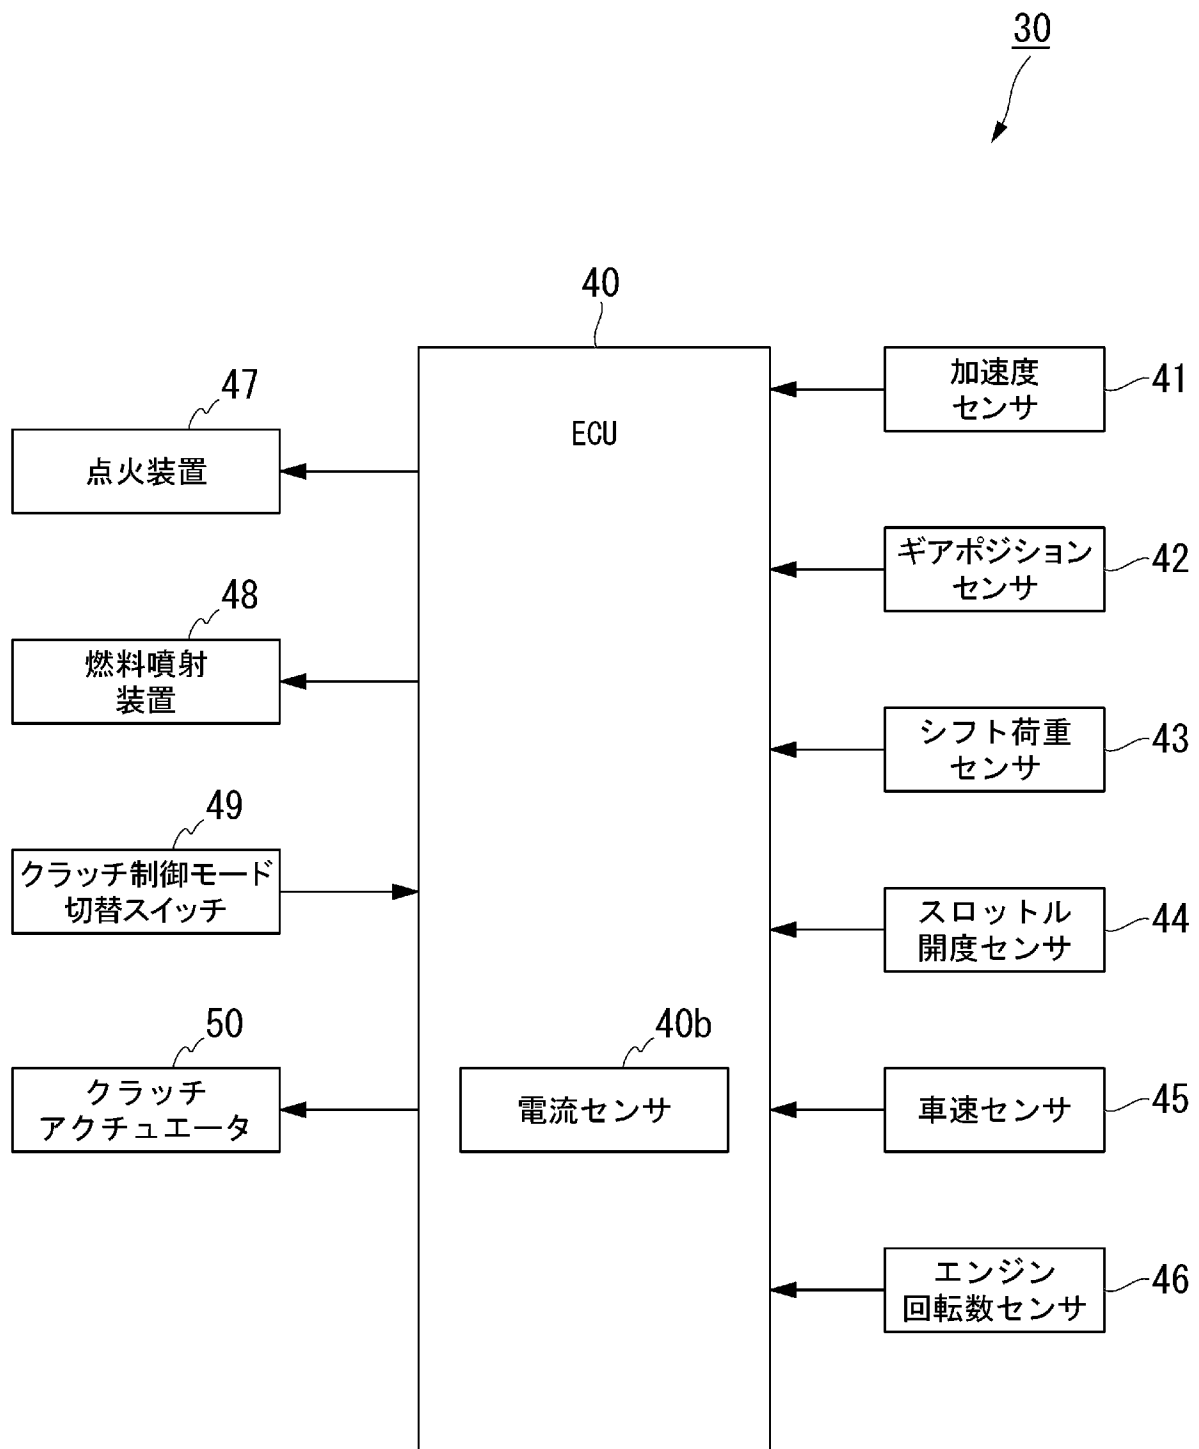 30
40
ECU
47
点火装置
48
燃料噴射
装置
49
クラッチ制御モード
切替スイッチ
50
クラッチ
アクチュエータ
40b
電流センサ
加速度
センサ
41
ギアポジション
センサ
42
シフト荷重
センサ
43
スロットル
開度センサ
44
車速センサ
45
エンジン
回転数センサ
46